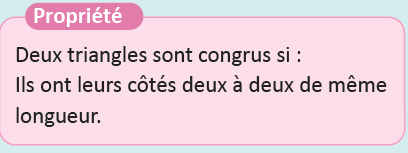 Propriété
Deux triangles sont congrus si :
Ils ont leurs côtés deux à deux de même
longueur.